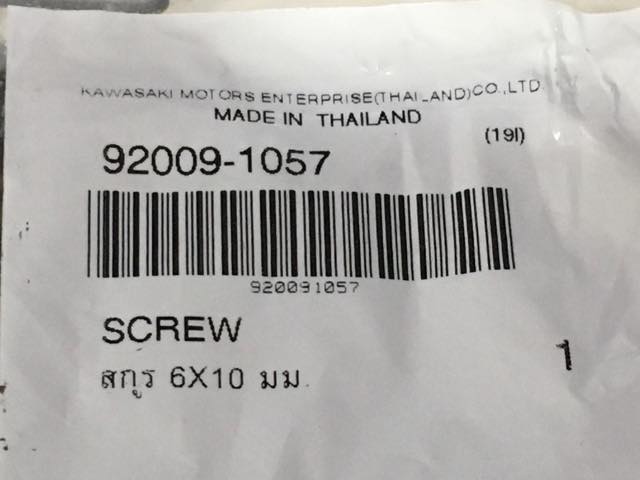 KAWASAKI MOTORS ENTERPRISE(THAILAND)CO.,LTD
MADE IN THAILAND
(19I)
92009-1057
920091057
SCREW
สกูร 6X10 มม.
1